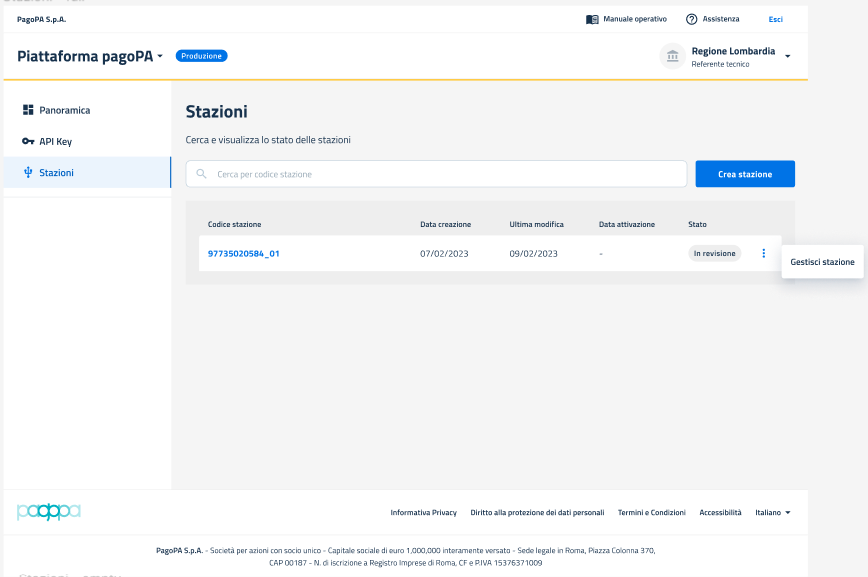 PagoPA S.p.A.
Manuale operativo
Assistenza
Esci
Piattaforma pagoPA
Produzione
Regione Lombardia
Referente tecnico
Panoramica
API Key
Stazioni
Stazioni
Cerca e visualizza lo stato delle stazioni
Cerca per codice stazione
Crea stazione
Codice stazione
Data creazione
Ultima modifica
Data attivazione
Stato
97735020584_01
07/02/2023
09/02/2023
-
In revisione
Gestisci stazione
pagopa
Informativa Privacy
Diritto alla protezione dei dati personali
Termini e Condizioni
Accessibilità
Italiano
PagoPA S.p.A. - Società per azioni con socio unico - Capitale sociale di euro 1,000,000 interamente versato - Sede legale in Roma, Piazza Colonna 370,
CAP 00187 - N. di iscrizione a Registro Imprese di Roma, CF e P.IVA 15376371009